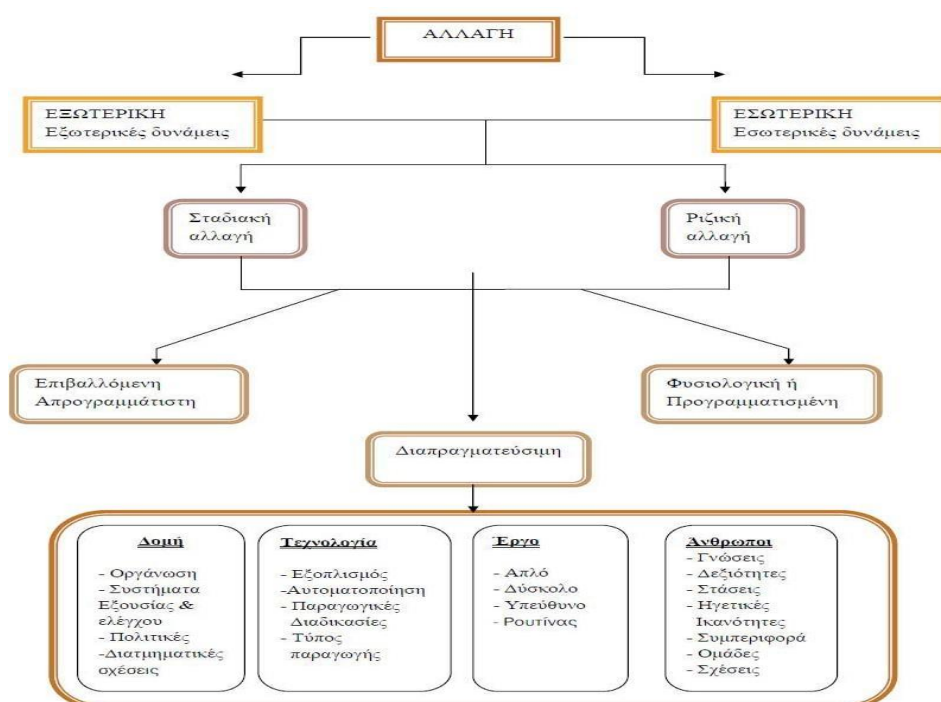 ΑΛΛΑΓΗ
ΕΞΩΤΕΡΙΚΗ
Εξωτερικές δυνάμεις
ΕΣΩΤΕΡΙΚΗ
Εσωτερικές δυνάμεις
Σταδιακή
αλλαγή
Ριζική
αλλαγή
Επιβαλλόμενη
Απρογραμμάτιστη
Φυσιολογική ή
Προγραμματισμένη
Διαπραγματεύσιμη
Δομή
- Οργάνωση
- Συστήματα
Εξουσίας &
ελέγχου
- Πολιτικές
-Διατμηματικές
σχέσεις
Τεχνολογία
- Εξοπλισμός
-Αυτοματοποίηση
- Παραγωγικές
Διαδικασίες
- Τύπος
παραγωγής
Έργο
- Απλό
- Δύσκολο
- Υπεύθυνο
- Ρουτίνας
Άνθρωποι
- Γνώσεις
- Δεξιότητες
- Στάσεις
- Ηγετικές
Ικανότητες
- Συμπεριφορά
- Ομάδες
- Σχέσεις